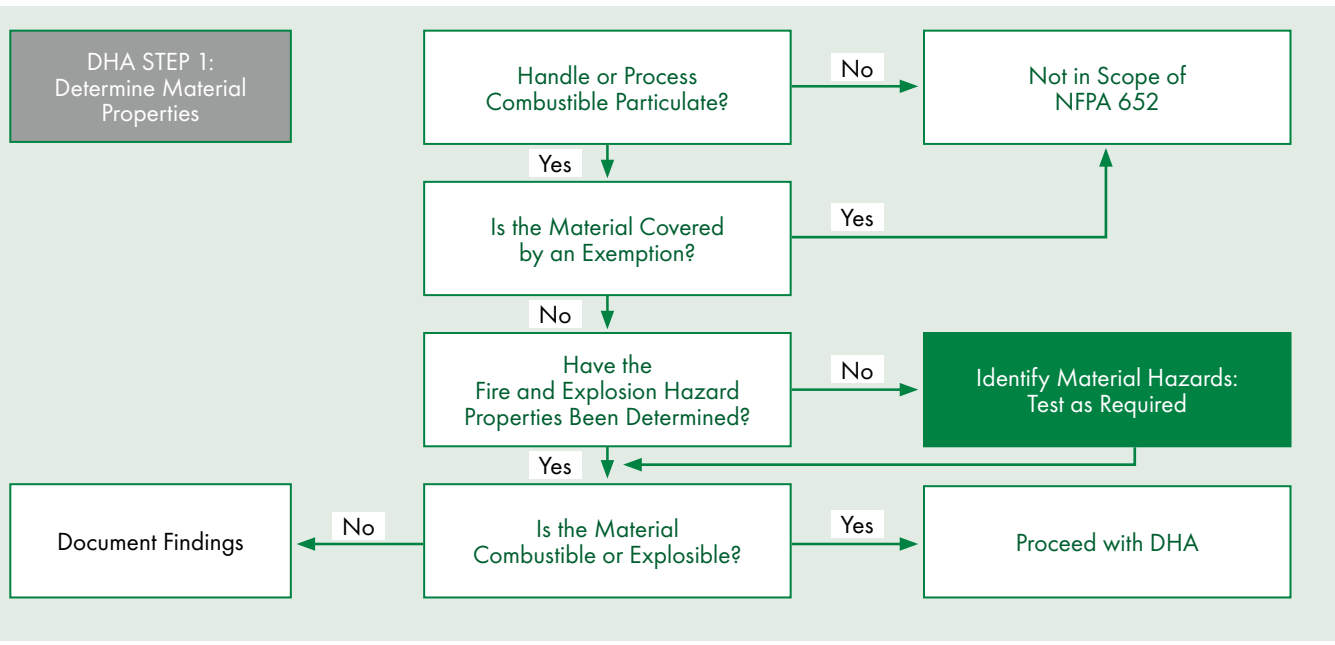 DHA STEP 1:
Determine Material
Properties
Handle or Process
Combustible Particulate?
No
Not in Scope of
NFPA 652
Yes
Is the Material Covered
by an Exemption?
Yes
No
Have the
Fire and Explosion Hazard
Properties Been Determined?
No
Identify Material Hazards:
Test as Required
Yes
Document Findings
No
Is the Material
Combustible or Explosible?
Yes
Proceed with DHA